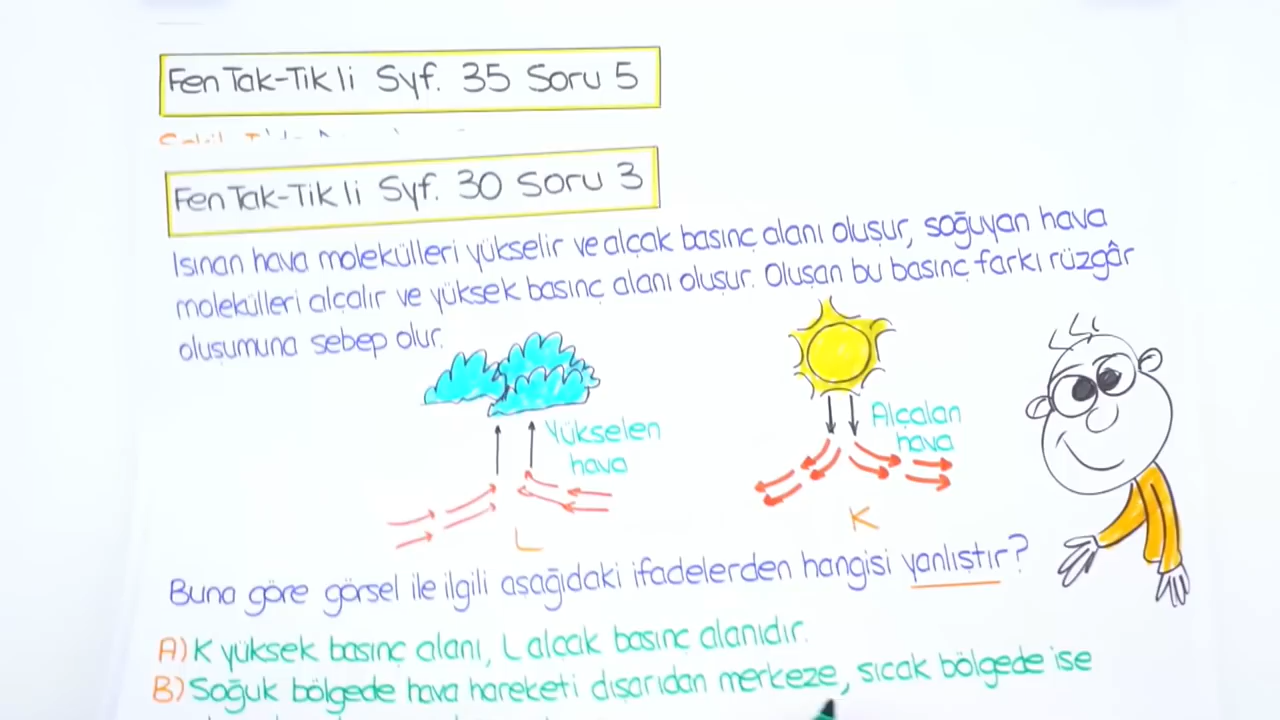 Fen Tak-Tikli Syf. 35 Soru 5
Fen Tak-Tikli Syf. 30 Soru 3
Isınan hava molekülleri yükselir ve alçak basınç alanı oluşur, soğuyan hava
molekülleri alçalır ve yüksek basınç alanı oluşur. Oluşan bu basınç farkı rüzgâr
oluşumuna sebep olur.
Yükselen
hava
Alçalan
hava
L
K
Buna göre görsel ile ilgili aşağıdaki ifadelerden hangisi yanlıştır?
A) K yüksek basınç alanı, L alçak basınç alanıdır.
B) Soğuk bölgede hava hareketi dışarıdan merkeze, sıcak bölgede ise